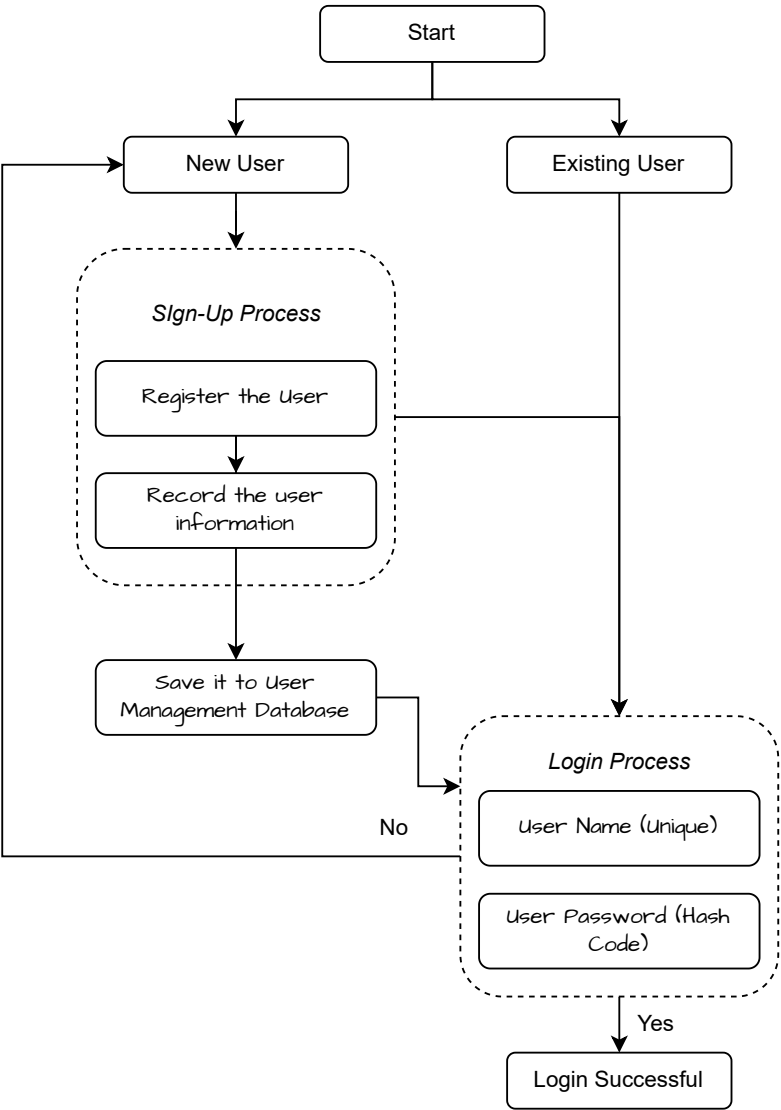 Start
New User
Existing User
SIgn-Up Process
Register the User
Record the user
information
Save it to User
Management Database
Login Process
User Name (Unique)
No
User Password (Hash
Code)
Yes
Login Successful